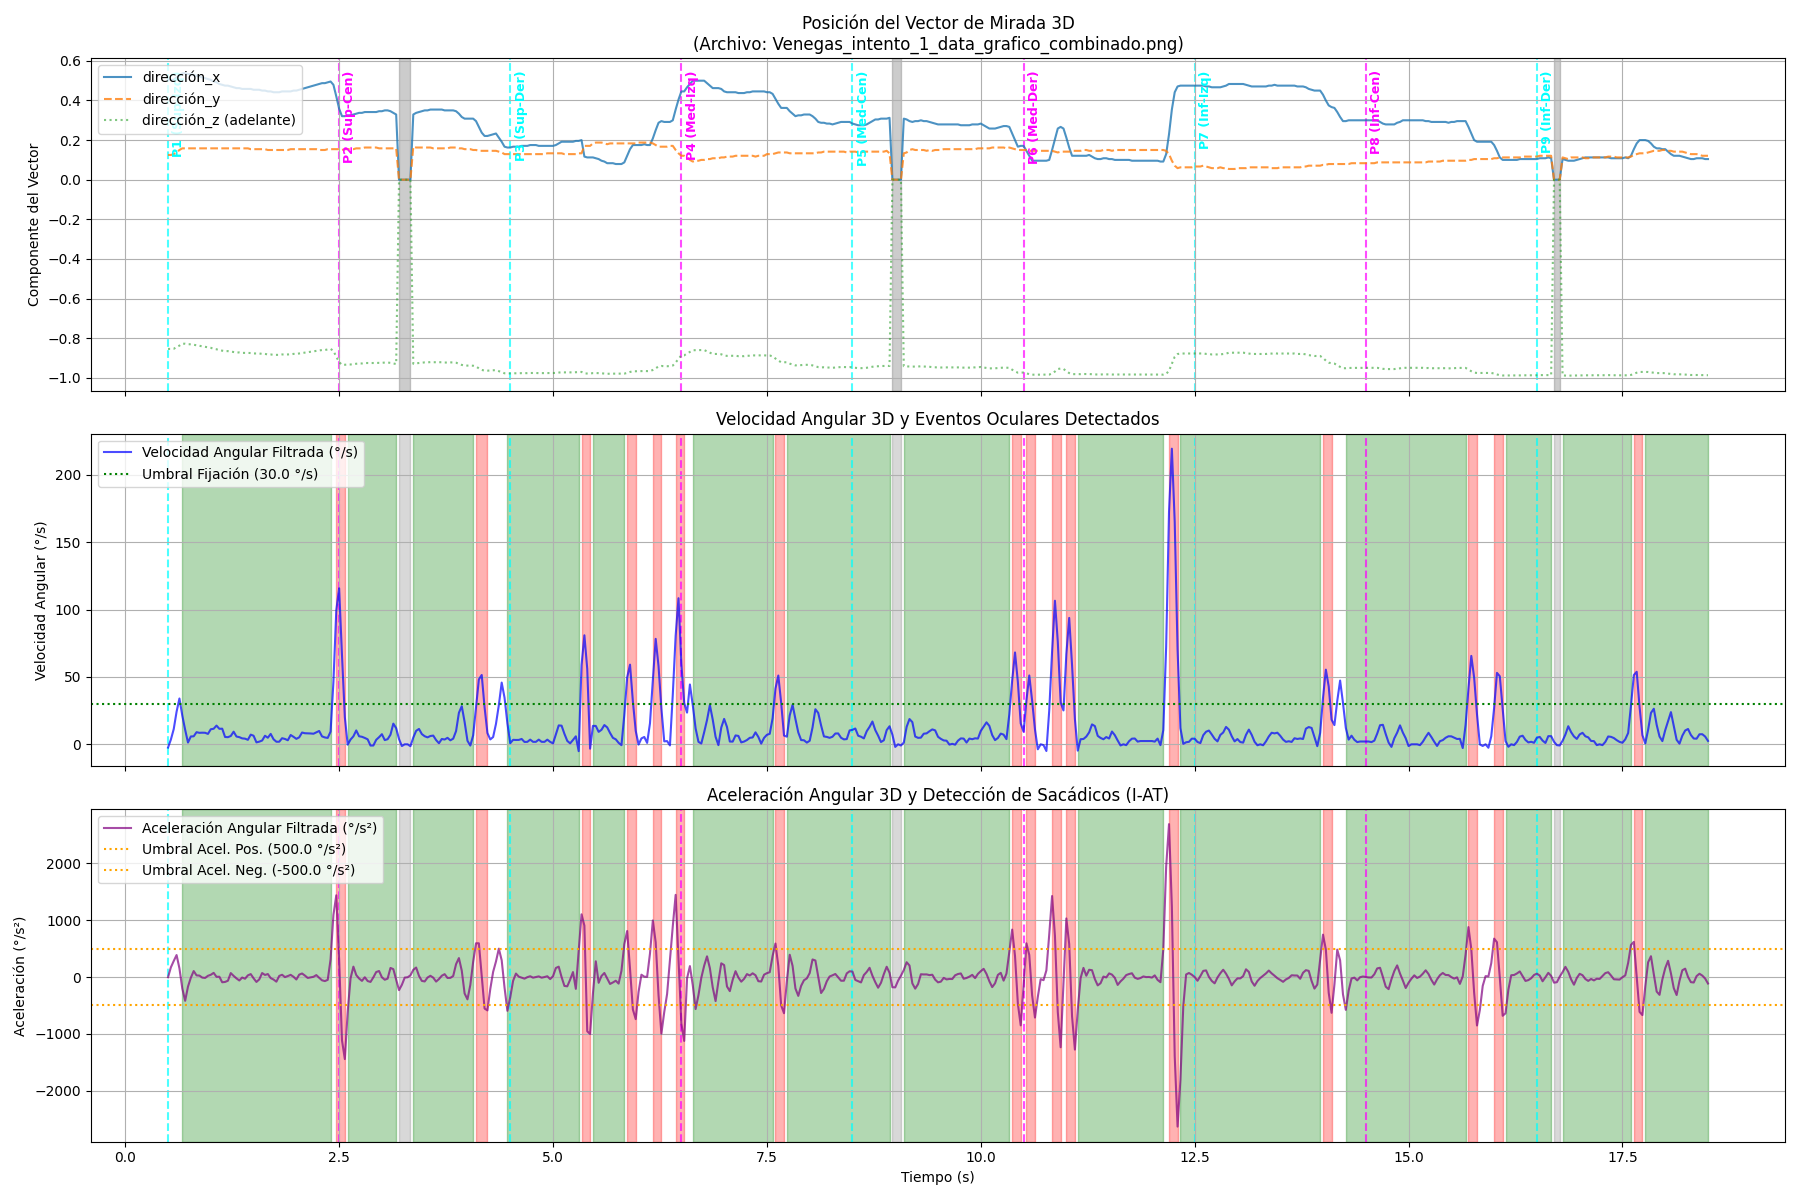 Posición del Vector de Mirada 3D
(Archivo: Venegas_intento_1_data_grafico_combinado.png)
Componente del Vector
0.6
0.4
0.2
0.0
−0.2
−0.4
−0.6
−0.8
−1.0
dirección_x
dirección_y
dirección_z (adelante)
P1
P2 (Sup-Cen)
P3 (Sup-Der)
P4 (Med-Izq)
P5 (Med-Cen)
P6 (Med-Der)
P7 (Inf-Izq)
P8 (Inf-Cen)
P9 (Inf-Der)
Velocidad Angular 3D y Eventos Oculares Detectados
Velocidad Angular (°/s)
200
150
100
50
0
Velocidad Angular Filtrada (°/s)
Umbral Fijación (30.0 °/s)
Aceleración Angular 3D y Detección de Sacádicos (I-AT)
Aceleración (°/s²)
2000
1000
0
−1000
−2000
Aceleración Angular Filtrada (°/s²)
Umbral Acel. Pos. (500.0 °/s²)
Umbral Acel. Neg. (-500.0 °/s²)
0.0
2.5
5.0
7.5
10.0
12.5
15.0
17.5
Tiempo (s)